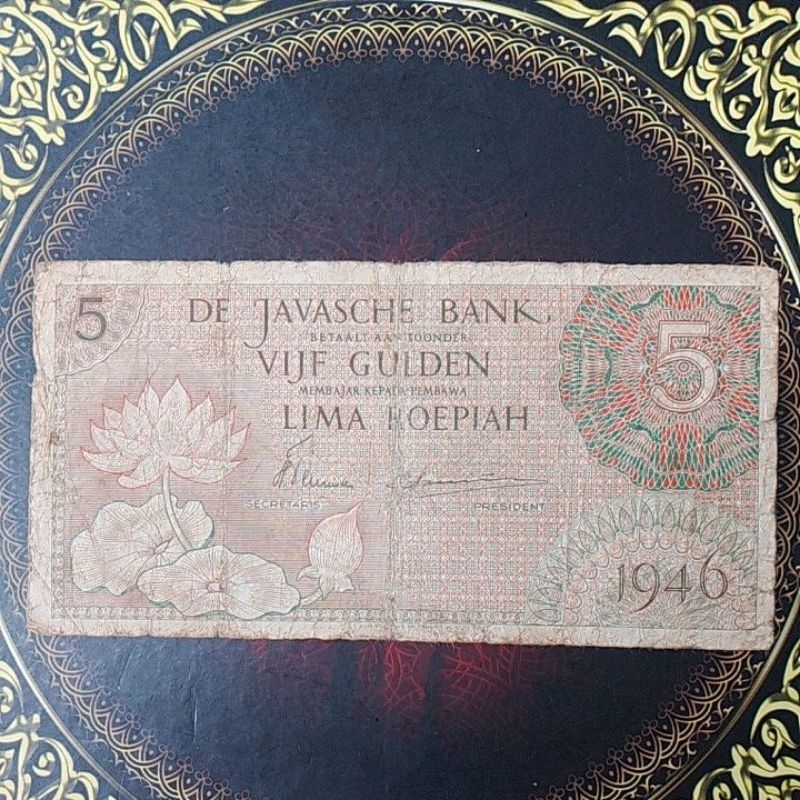 5
DE JAVASCHE BANK
BETAALT AAN TOONDER
VIJF GULDEN
MEMBAJAR KEPADA PEMBAWA
LIMA ROEPIAH
SECRETARIS
PRESIDENT
5
1946